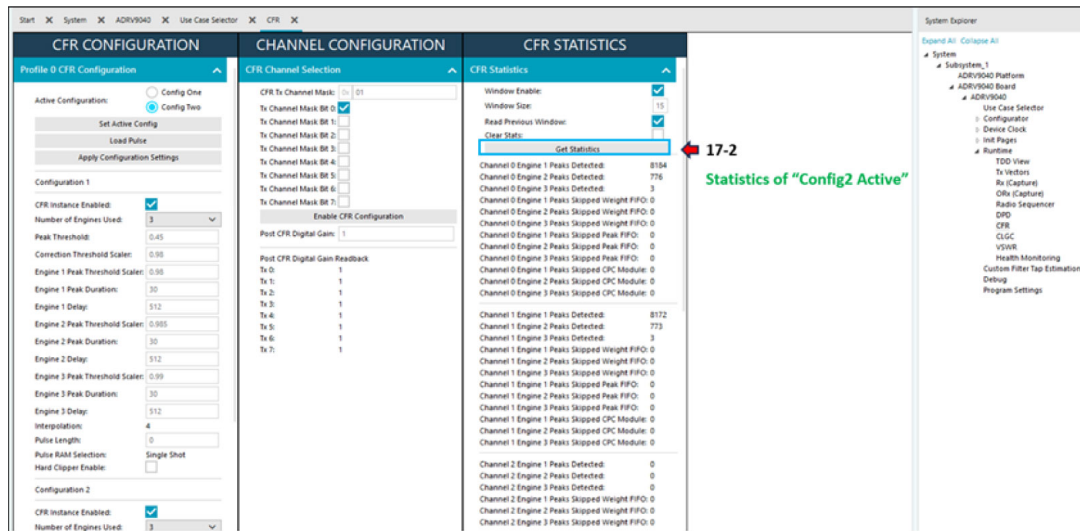 Start X System X ADRV9040 X Use Case Selector X CFR X
CFR CONFIGURATION
Profile 0 CFR Configuration
Active Configuration:
Config One
Config Two
Set Active Config
Load Pulse
Apply Configuration Settings
Configuration 1
CFR Instance Enabled:
Number of Engines Used: 3
Peak Threshold: 0.45
Correction Threshold Scaler: 0.98
Engine 1 Peak Threshold Scaler: 0.98
Engine 1 Peak Duration: 30
Engine 1 Delay: 512
Engine 2 Peak Threshold Scaler: 0.985
Engine 2 Peak Duration: 30
Engine 2 Delay: 512
Engine 3 Peak Threshold Scaler: 0.99
Engine 3 Peak Duration: 30
Engine 3 Delay: 512
Interpolation: 4
Pulse Length: 0
Pulse RAM Selection: Single Shot
Hard Clipper Enable:
Configuration 2
CFR Instance Enabled:
Number of Engines Used: 3
CHANNEL CONFIGURATION
CFR Channel Selection
CFR Tx Channel Mask: 0x 01
Tx Channel Mask Bit 0:
Tx Channel Mask Bit 1:
Tx Channel Mask Bit 2:
Tx Channel Mask Bit 3:
Tx Channel Mask Bit 4:
Tx Channel Mask Bit 5:
Tx Channel Mask Bit 6:
Tx Channel Mask Bit 7:
Enable CFR Configuration
Post CFR Digital Gain: 1
Post CFR Digital Gain Readback
Tx 0: 1
Tx 1: 1
Tx 2: 1
Tx 3: 1
Tx 4: 1
Tx 5: 1
Tx 6: 1
Tx 7: 1
CFR STATISTICS
CFR Statistics
Window Enable:
Window Size: 15
Read Previous Window:
Clear Stats:
Get Statistics
Channel 0 Engine 1 Peaks Detected: 8184
Channel 0 Engine 2 Peaks Detected: 776
Channel 0 Engine 3 Peaks Detected: 3
Channel 0 Engine 1 Peaks Skipped Weight FIFO: 0
Channel 0 Engine 2 Peaks Skipped Weight FIFO: 0
Channel 0 Engine 3 Peaks Skipped Weight FIFO: 0
Channel 0 Engine 1 Peaks Skipped Peak FIFO: 0
Channel 0 Engine 2 Peaks Skipped Peak FIFO: 0
Channel 0 Engine 3 Peaks Skipped Peak FIFO: 0
Channel 0 Engine 1 Peaks Skipped CPC Module: 0
Channel 0 Engine 2 Peaks Skipped CPC Module: 0
Channel 0 Engine 3 Peaks Skipped CPC Module: 0
Channel 1 Engine 1 Peaks Detected: 8172
Channel 1 Engine 2 Peaks Detected: 773
Channel 1 Engine 3 Peaks Detected: 3
Channel 1 Engine 1 Peaks Skipped Weight FIFO: 0
Channel 1 Engine 2 Peaks Skipped Weight FIFO: 0
Channel 1 Engine 3 Peaks Skipped Weight FIFO: 0
Channel 1 Engine 1 Peaks Skipped Peak FIFO: 0
Channel 1 Engine 2 Peaks Skipped Peak FIFO: 0
Channel 1 Engine 3 Peaks Skipped Peak FIFO: 0
Channel 1 Engine 1 Peaks Skipped CPC Module: 0
Channel 1 Engine 2 Peaks Skipped CPC Module: 0
Channel 1 Engine 3 Peaks Skipped CPC Module: 0
Channel 2 Engine 1 Peaks Detected: 0
Channel 2 Engine 2 Peaks Detected: 0
Channel 2 Engine 3 Peaks Detected: 0
Channel 2 Engine 1 Peaks Skipped Weight FIFO: 0
Channel 2 Engine 2 Peaks Skipped Weight FIFO: 0
Channel 2 Engine 3 Peaks Skipped Weight FIFO: 0
17-2
Statistics of “Config2 Active”
System Explorer
Expand All Collapse All
System
Subsystem_1
ADRV9040 Platform
ADRV9040 Board
ADRV9040
Use Case Selector
Configurator
Device Clock
Init Pages
Runtime
TDD View
Tx Vectors
Rx (Capture)
ORx (Capture)
Radio Sequencer
DPD
CFR
CLGC
VSWR
Health Monitoring
Custom Filter Tap Estimation
Debug
Program Settings